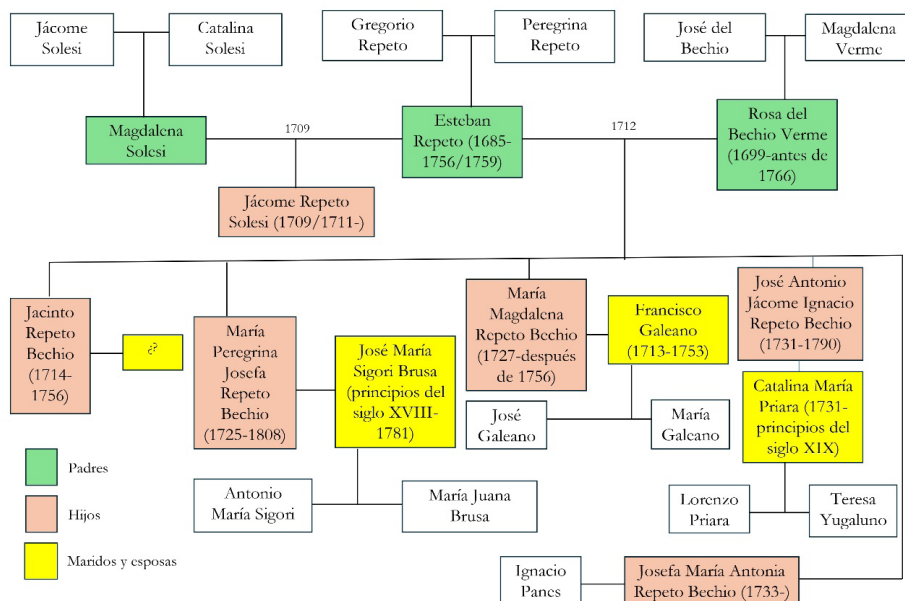 Jácome
Solesi
Catalina
Solesi
Gregorio
Repeto
Peregrina
Repeto
José del
Bechio
Magdalena
Verme
Magdalena
Solesi
1709
Esteban
Repeto (1685-
1756/1759)
1712
Rosa del
Bechio Verme
(1699-antes de
1766)
Jácome Repeto
Solesi (1709/1711-)
Jacinto
Repeto
Bechio
(1714-
1756)
¿?
María
Peregrina
Josefa
Repeto
Bechio
(1725-1808)
José María
Sigori Brusa
(principios del
siglo XVIII-
1781)
María
Magdalena
Repeto Bechio
(1727-después
de 1756)
Francisco
Galeano
(1713-1753)
José Antonio
Jácome Ignacio
Repeto Bechio
(1731-1790)
Catalina María
Priara (1731-
principios del
siglo XIX)
José
Galeano
María
Galeano
Antonio
María Sigori
María Juana
Brusa
Lorenzo
Priara
Teresa
Yugaluno
Ignacio
Panes
Josefa María Antonia
Repeto Bechio (1733-)
Padres
Hijos
Maridos y esposas